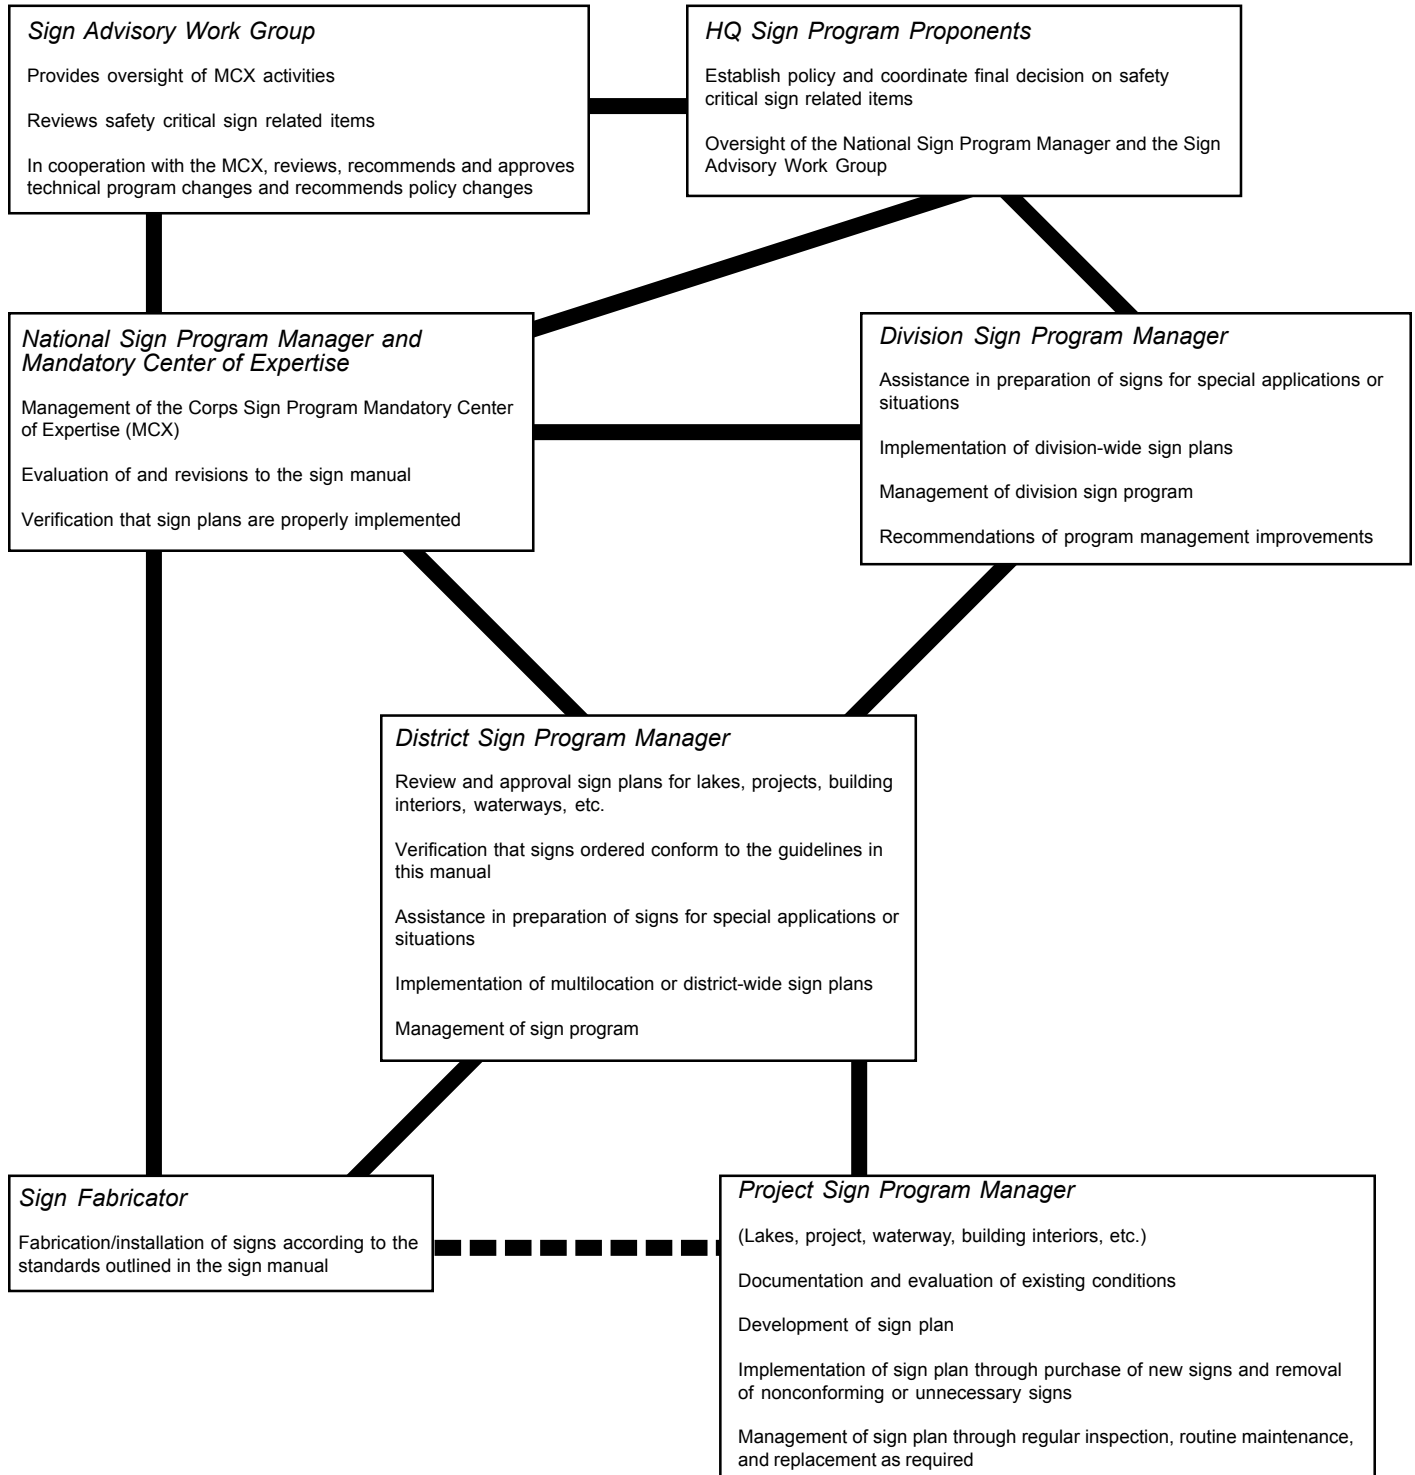 Sign Advisory Work Group
Provides oversight of MCX activities
Reviews safety critical sign related items
In cooperation with the MCX, reviews, recommends and approves
technical program changes and recommends policy changes
HQ Sign Program Proponents
Establish policy and coordinate final decision on safety
critical sign related items
Oversight of the National Sign Program Manager and the Sign
Advisory Work Group
National Sign Program Manager and
Mandatory Center of Expertise
Management of the Corps Sign Program Mandatory Center
of Expertise (MCX)
Evaluation of and revisions to the sign manual
Verification that sign plans are properly implemented
Division Sign Program Manager
Assistance in preparation of signs for special applications or
situations
Implementation of division-wide sign plans
Management of division sign program
Recommendations of program management improvements
District Sign Program Manager
Review and approval sign plans for lakes, projects, building
interiors, waterways, etc.
Verification that signs ordered conform to the guidelines in
this manual
Assistance in preparation of signs for special applications or
situations
Implementation of multilocation or district-wide sign plans
Management of sign program
Sign Fabricator
Fabrication/installation of signs according to the
standards outlined in the sign manual
Project Sign Program Manager
(Lakes, project, waterway, building interiors, etc.)
Documentation and evaluation of existing conditions
Development of sign plan
Implementation of sign plan through purchase of new signs and removal
of nonconforming or unnecessary signs
Management of sign plan through regular inspection, routine maintenance,
and replacement as required